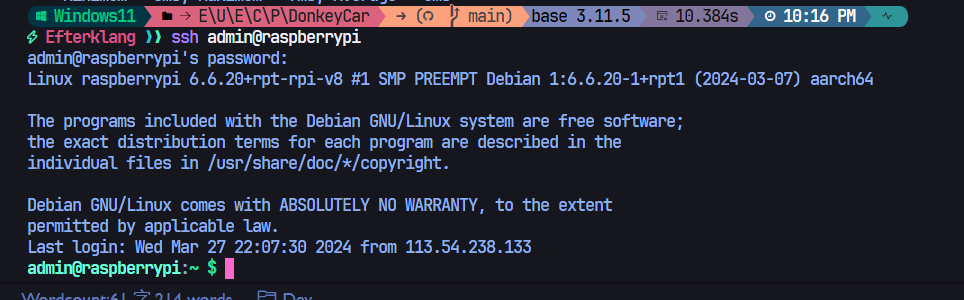 Windows11 → E\U\E\C\P\DonkeyCar → ( main) base 3.11.5 10.384s 10:16 PM
Efterklang ❯❯ ssh admin@raspberrypi
admin@raspberrypi's password:
Linux raspberrypi 6.6.20+rpt-rpi-v8 #1 SMP PREEMPT Debian 1:6.6.20-1+rpt1 (2024-03-07) aarch64
The programs included with the Debian GNU/Linux system are free software;
the exact distribution terms for each program are described in the
individual files in /usr/share/doc/*/copyright.
Debian GNU/Linux comes with ABSOLUTELY NO WARRANTY, to the extent
permitted by applicable law.
Last login: Wed Mar 27 22:07:30 2024 from 113.54.238.133
admin@raspberrypi:~ $